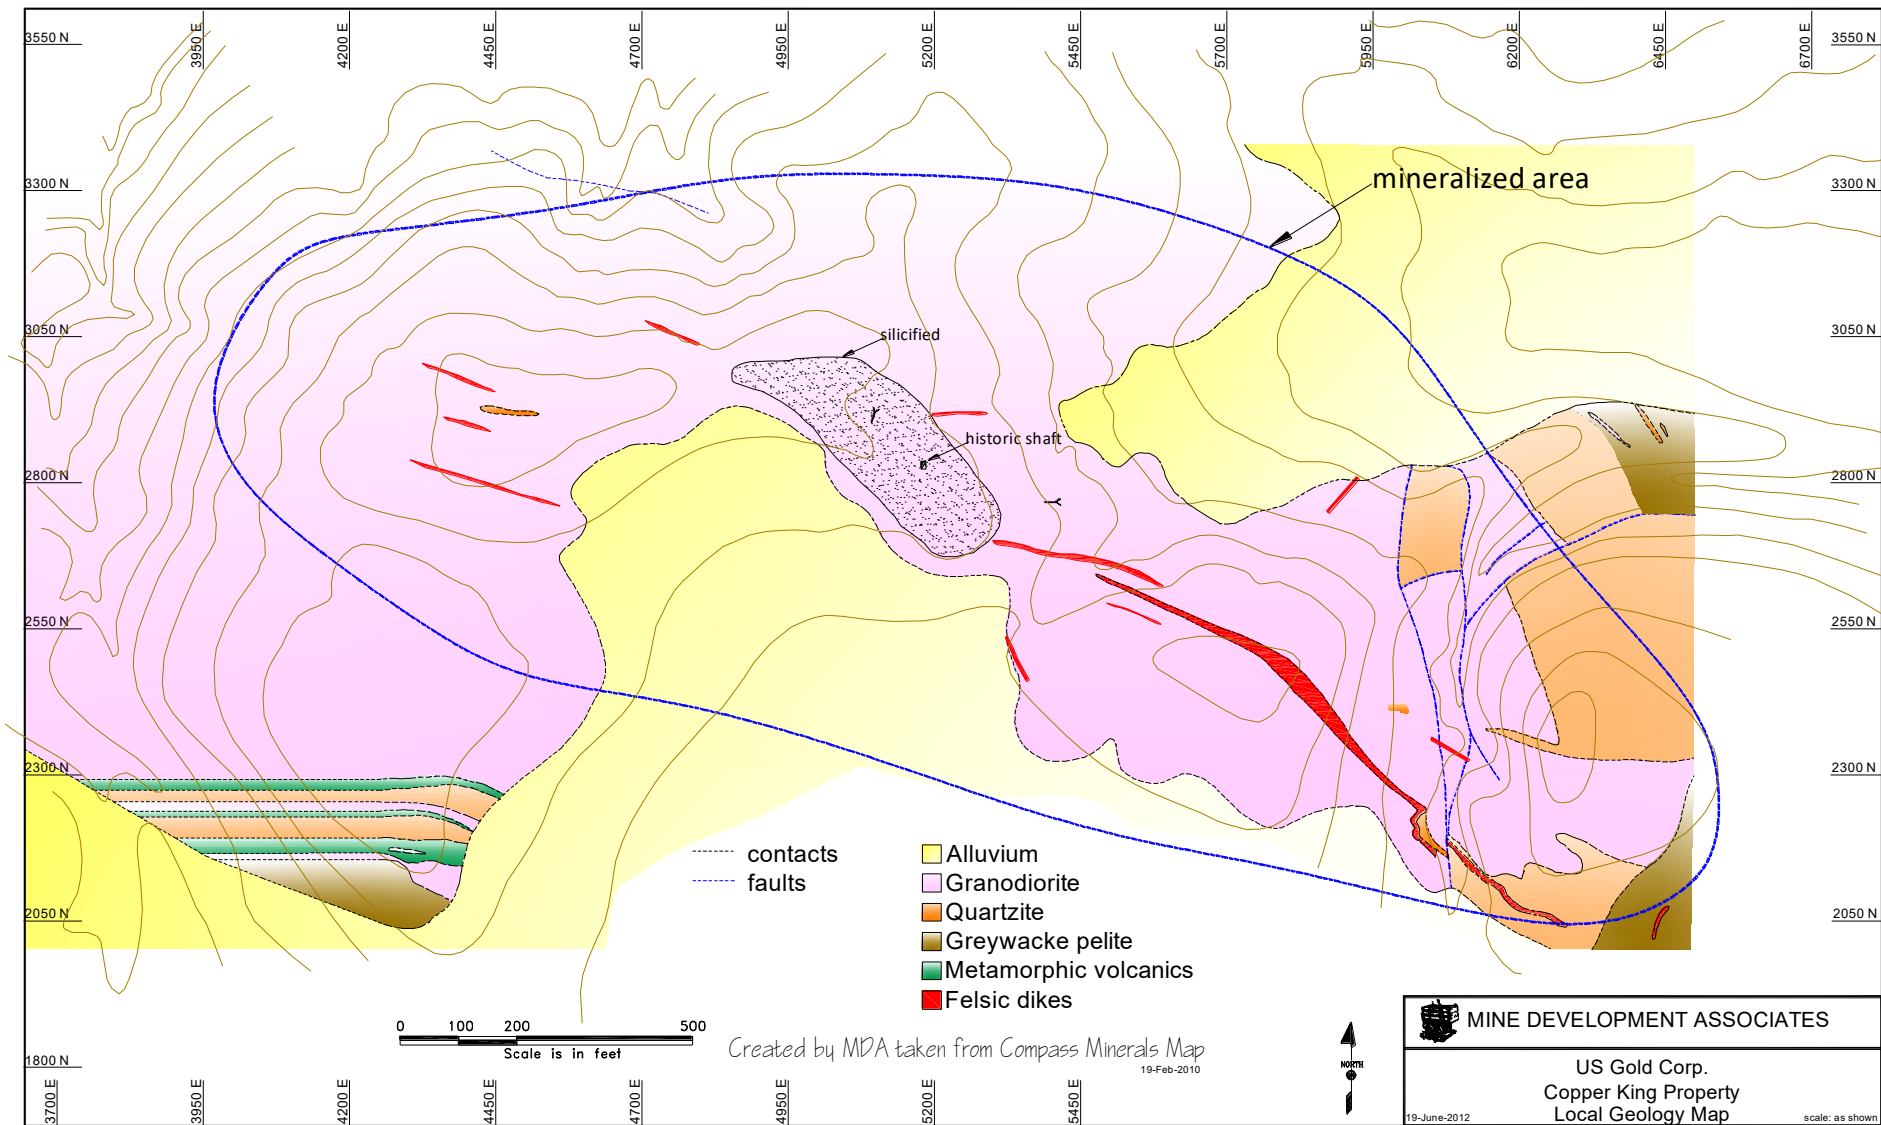 3950 E
4200 E
4450 E
4700 E
4950 E
5200 E
5450 E
5700 E
5950 E
6200 E
6450 E
6700 E
3550 N
3550 N
mineralized area
3300 N
3300 N
3050 N
3050 N
silicified
historic shaft
2800 N
2800 N
2550 N
2550 N
2300 N
2300 N
contacts
faults
Alluvium
Granodiorite
Quartzite
Greywacke pelite
Metamorphic volcanics
Felsic dikes
2050 N
2050 N
0 100 200 500
Scale is in feet
Created by MDA taken from Compass Minerals Map
19-Feb-2010
NORTH
1800 N
3700 E
3950 E
4200 E
4450 E
4700 E
4950 E
5200 E
5450 E
MINE DEVELOPMENT ASSOCIATES
US Gold Corp.
Copper King Property
Local Geology Map
19-June-2012
scale: as shown